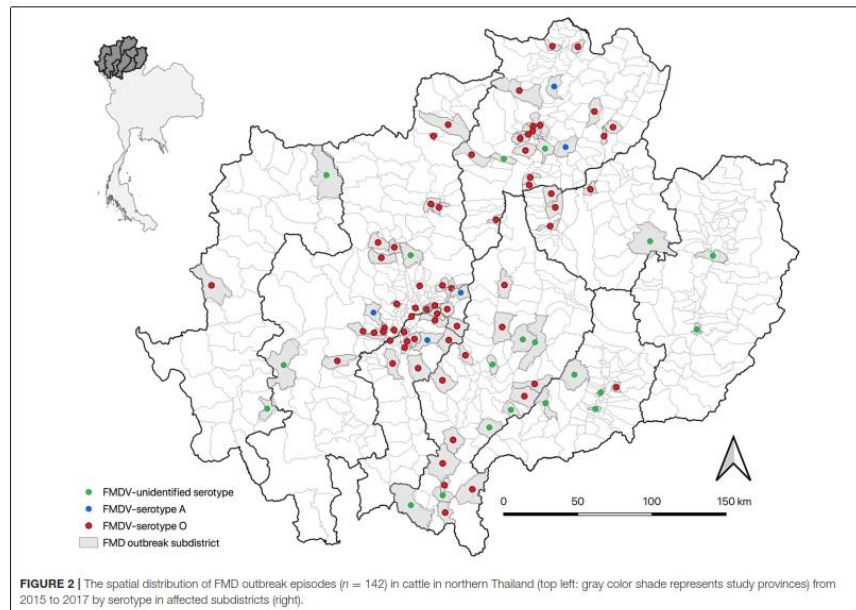 FMDV-unidentified serotype
FMDV-serotype A
FMDV-serotype O
FMD outbreak subdistrict
0 50 100 150 km
FIGURE 2 | The spatial distribution of FMD outbreak episodes (n = 142) in cattle in northern Thailand (top left: gray color shade represents study provinces) from
2015 to 2017 by serotype in affected subdistricts (right).